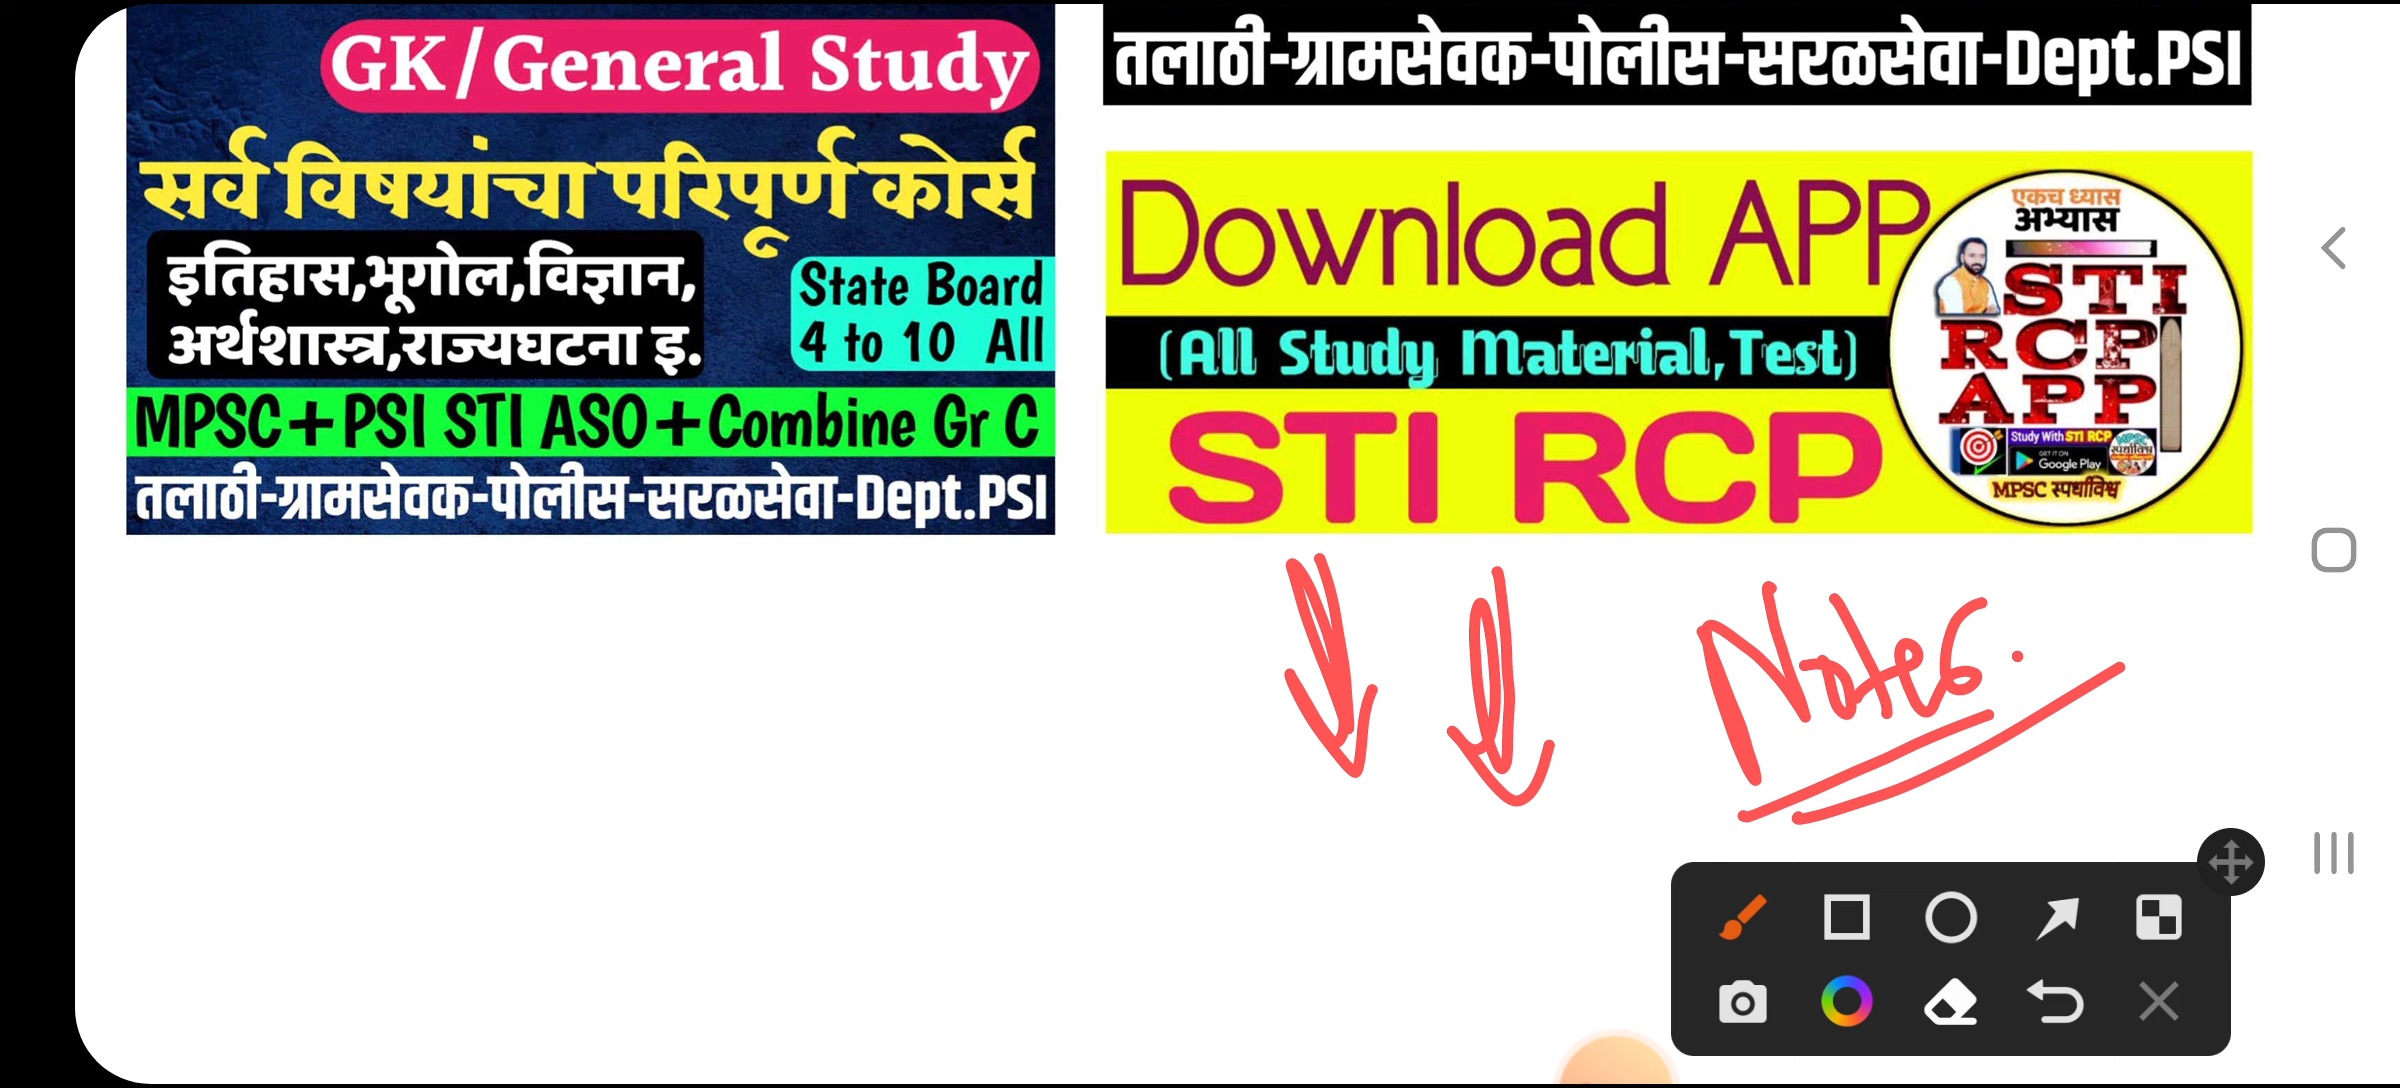 GK/General Study
सर्व विषयांचा परिपूर्ण कोर्स
इतिहास,भूगोल,विज्ञान,
अर्थशास्त्र,राज्यघटना इ.
State Board
4 to 10 All
MPSC+PSI STI ASO+Combine Gr C
तलाठी-ग्रामसेवक-पोलीस-सरळसेवा-Dept.PSI
तलाठी-ग्रामसेवक-पोलीस-सरळसेवा-Dept.PSI
Download APP
(All Study Material,Test)
STI RCP
एकच ध्यास
अभ्यास
STI
RCP
APP
Study With STI RCP
GET IT ON
Google Play
MPSC
स्पर्धाविश्व
MPSC स्पर्धाविश्व
Notes.